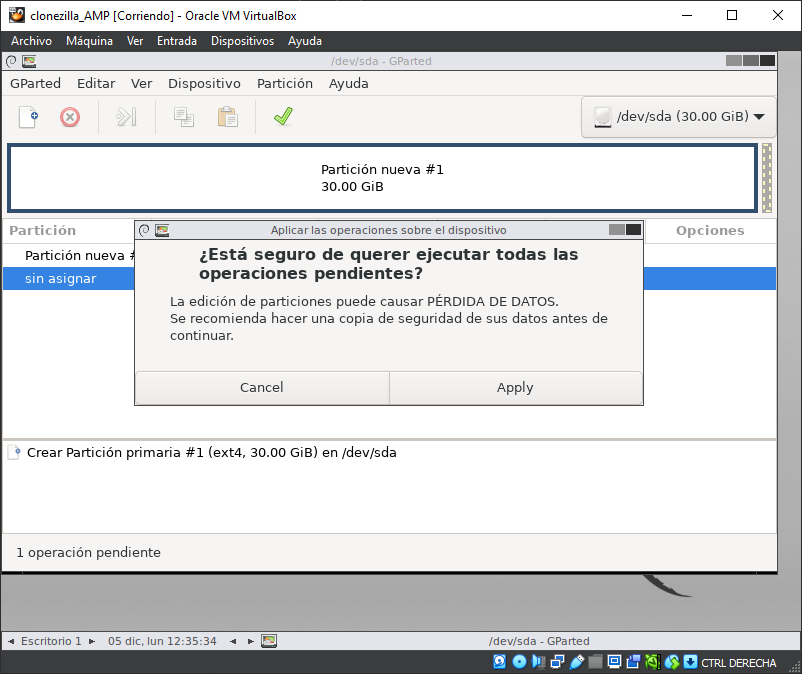 clonezilla_AMP [Corriendo] - Oracle VM VirtualBox
Archivo Máquina Ver Entrada Dispositivos Ayuda
/dev/sda - GParted
GParted Editar Ver Dispositivo Partición Ayuda
/dev/sda (30.00 GiB)
Partición nueva #1
30.00 GiB
Partición Opciones
Partición nueva #
sin asignar
Aplicar las operaciones sobre el dispositivo
¿Está seguro de querer ejecutar todas las
operaciones pendientes?
La edición de particiones puede causar PÉRDIDA DE DATOS.
Se recomienda hacer una copia de seguridad de sus datos antes de
continuar.
Cancel Apply
Crear Partición primaria #1 (ext4, 30.00 GiB) en /dev/sda
1 operación pendiente
Escritorio 1 05 dic, lun 12:35:34 /dev/sda - GParted
CTRL DERECHA